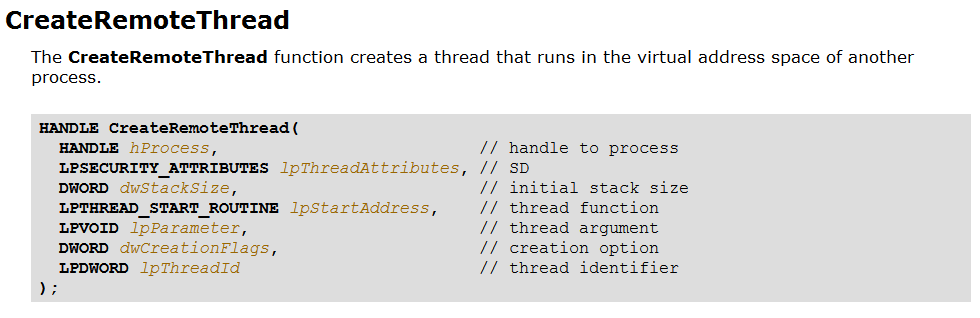 CreateRemoteThread
The CreateRemoteThread function creates a thread that runs in the virtual address space of another
process.
HANDLE CreateRemoteThread(
  HANDLE hProcess,                          // handle to process
  LPSECURITY_ATTRIBUTES lpThreadAttributes, // SD
  DWORD dwStackSize,                        // initial stack size
  LPTHREAD_START_ROUTINE lpStartAddress,    // thread function
  LPVOID lpParameter,                       // thread argument
  DWORD dwCreationFlags,                    // creation option
  LPDWORD lpThreadId                        // thread identifier
);